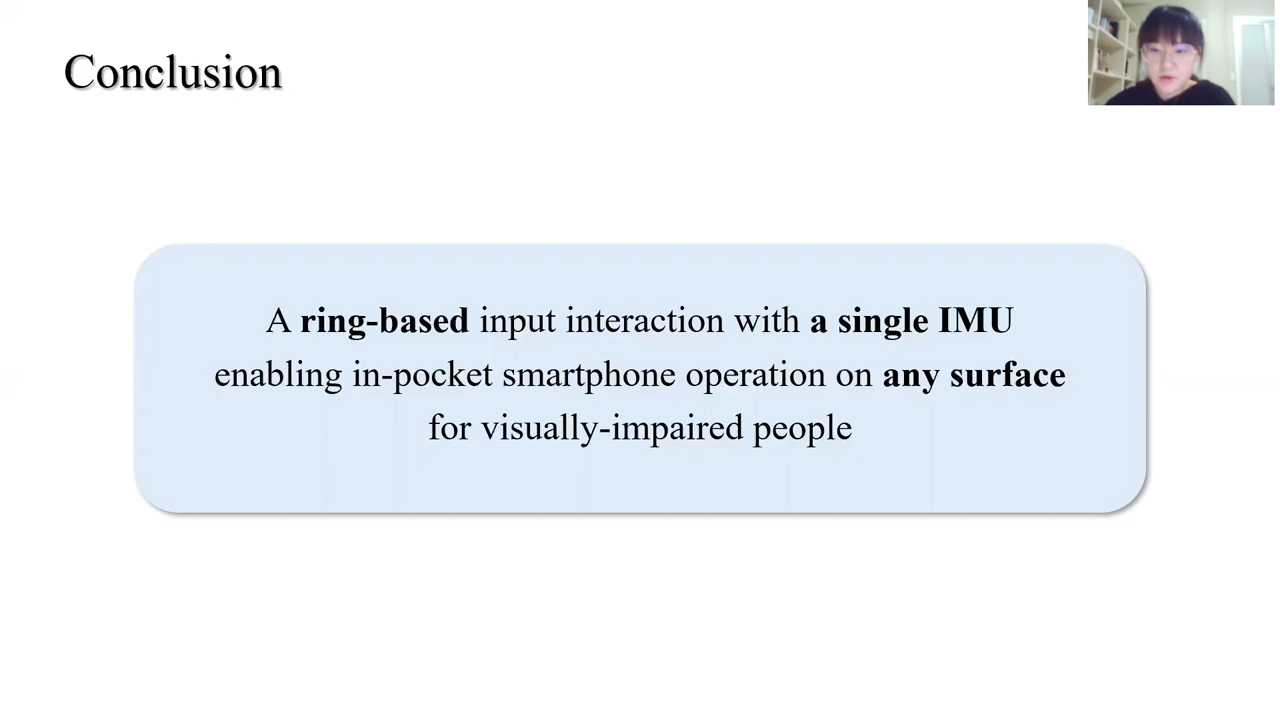 Conclusion
A ring-based input interaction with a single IMU
enabling in-pocket smartphone operation on any surface
for visually-impaired people